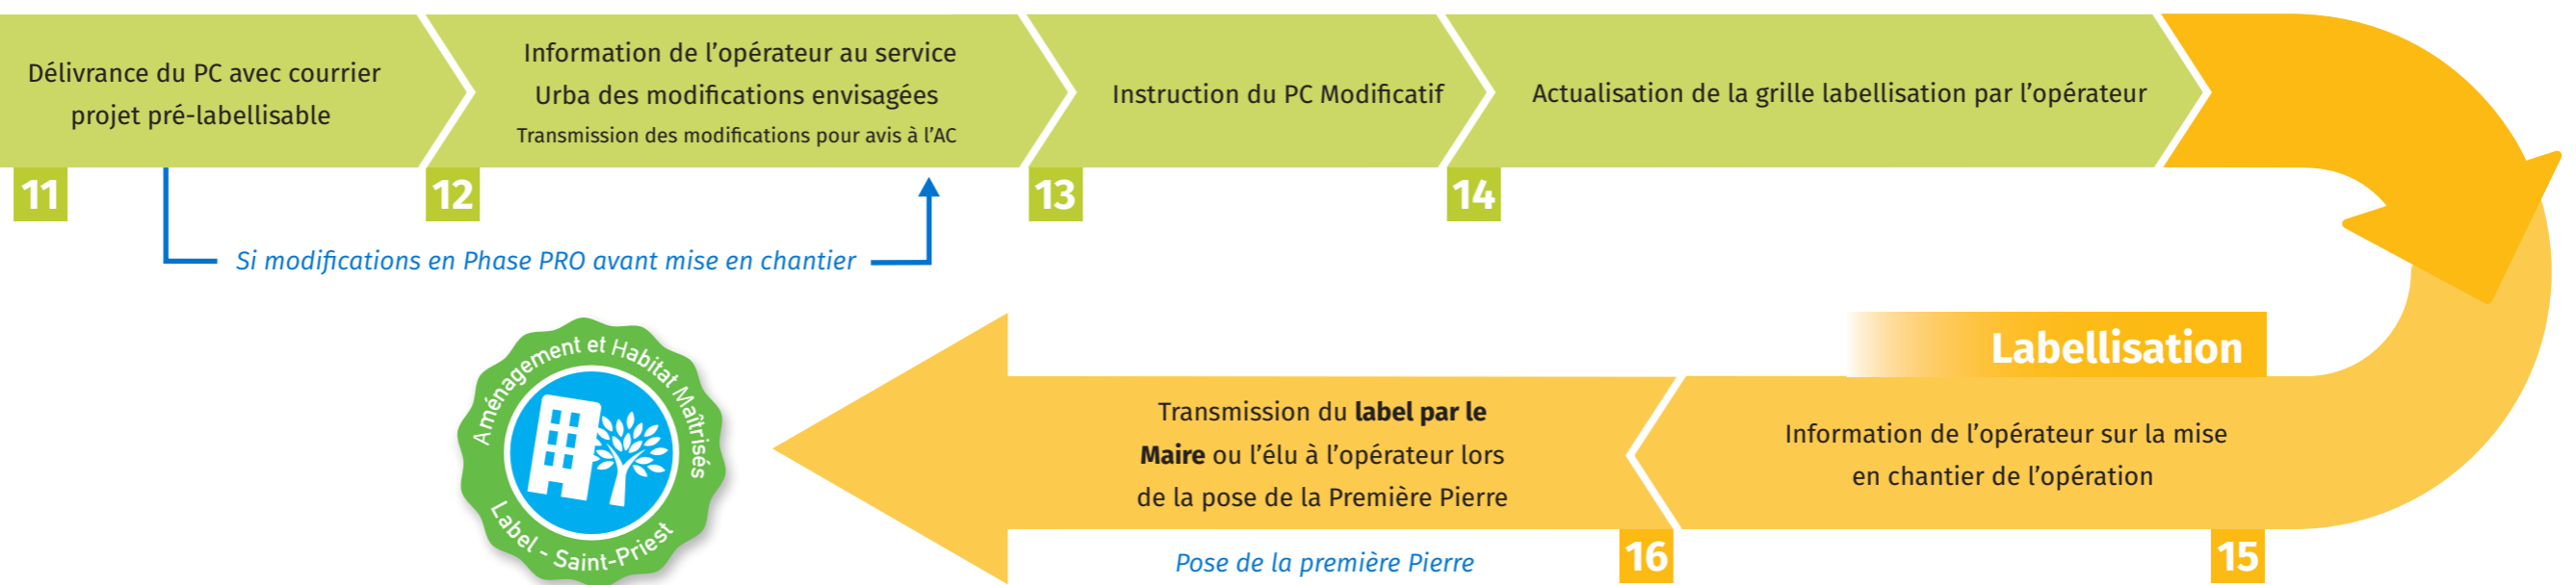 Délivrance du PC avec courrier
projet pré-labellisable
11
Information de l’opérateur au service
Urba des modifications envisagées
Transmission des modifications pour avis à l’AC
12
Instruction du PC Modificatif
13
Actualisation de la grille labellisation par l’opérateur
14
Si modifications en Phase PRO avant mise en chantier
Labellisation
Information de l’opérateur sur la mise
en chantier de l’opération
15
Transmission du label par le
Maire ou l’élu à l’opérateur lors
de la pose de la Première Pierre
16
Pose de la première Pierre
Aménagement et Habitat Maîtrisés
Label - Saint-Priest